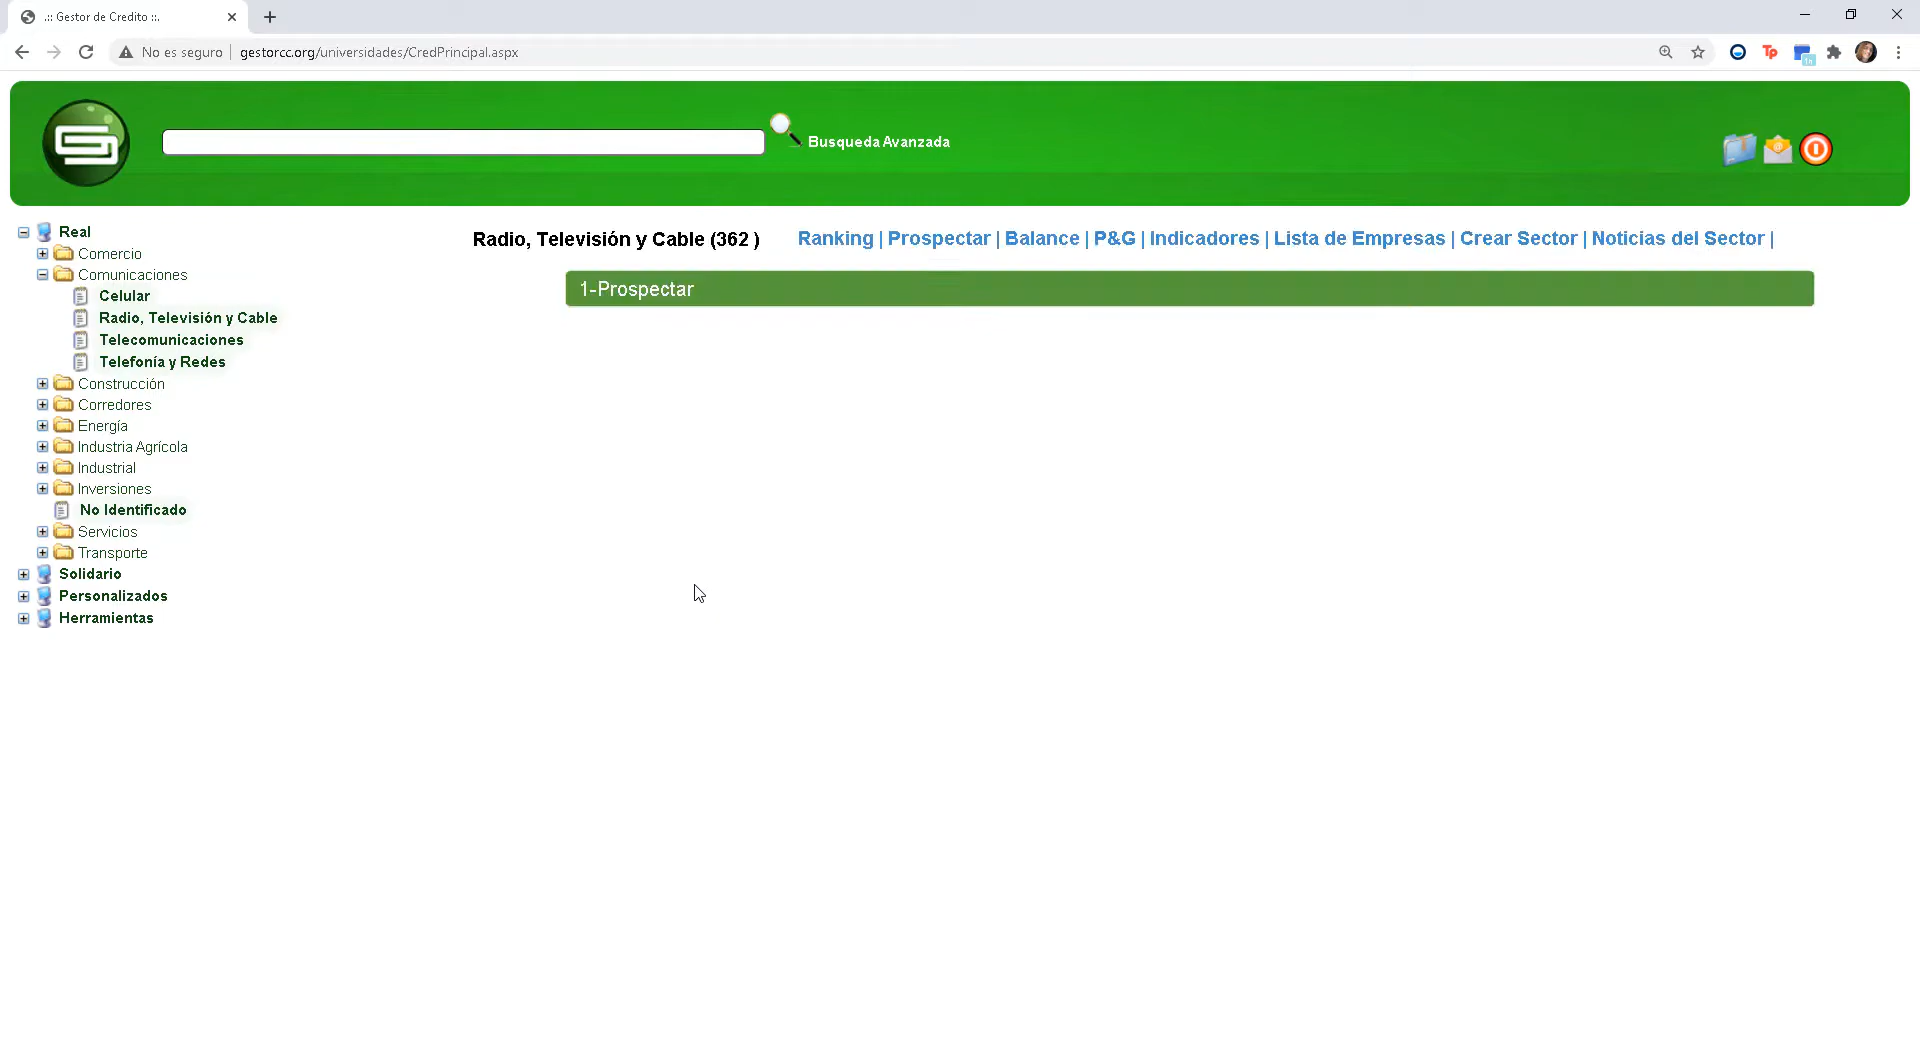 .:: Gestor de Credito ::.
No es seguro
gestorcc.org/universidades/CredPrincipal.aspx
Tp
1n
Busqueda Avanzada
Real
Comercio
Comunicaciones
Celular
Radio, Televisión y Cable
Telecomunicaciones
Telefonía y Redes
Construcción
Corredores
Energía
Industria Agrícola
Industrial
Inversiones
No Identificado
Servicios
Transporte
Solidario
Personalizados
Herramientas
Radio, Televisión y Cable (362 )
Ranking | Prospectar | Balance | P&G | Indicadores | Lista de Empresas | Crear Sector | Noticias del Sector |
1-Prospectar